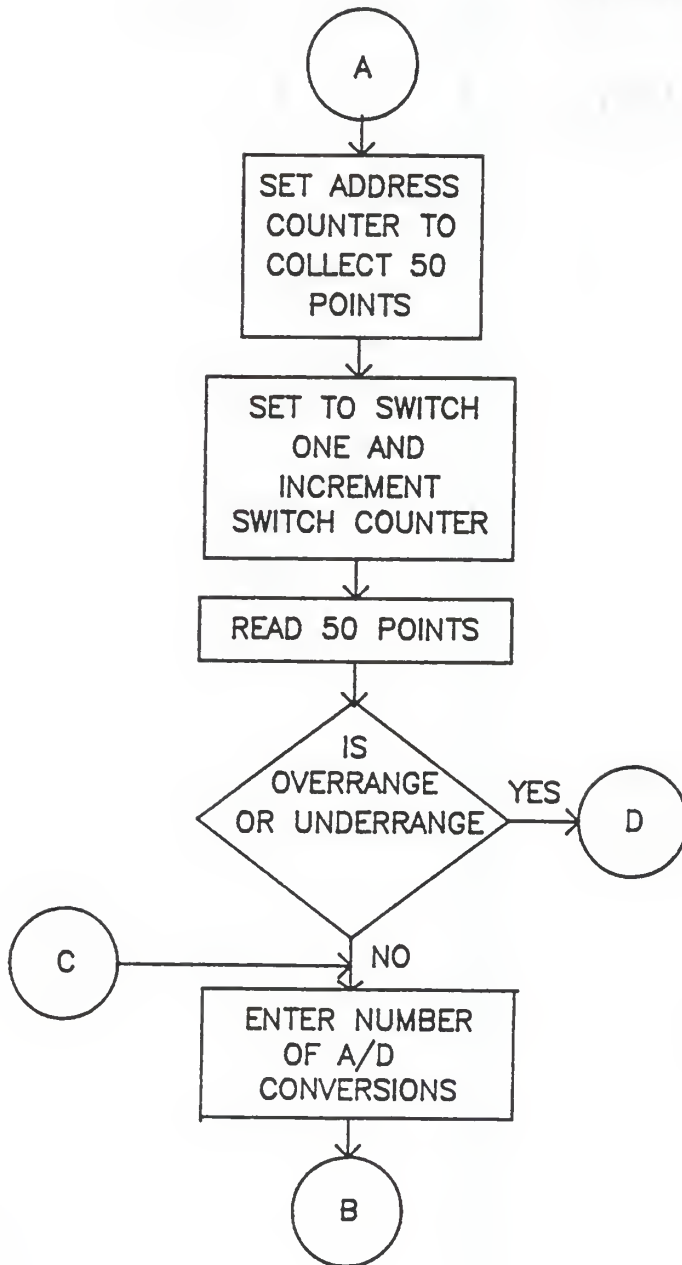 A
SET ADDRESS
COUNTER TO
COLLECT 50
POINTS
SET TO SWITCH
ONE AND
INCREMENT
SWITCH COUNTER
READ 50 POINTS
IS
OVERRANGE
OR UNDERRANGE
YES
D
C
NO
ENTER NUMBER
OF A/D
CONVERSIONS
B